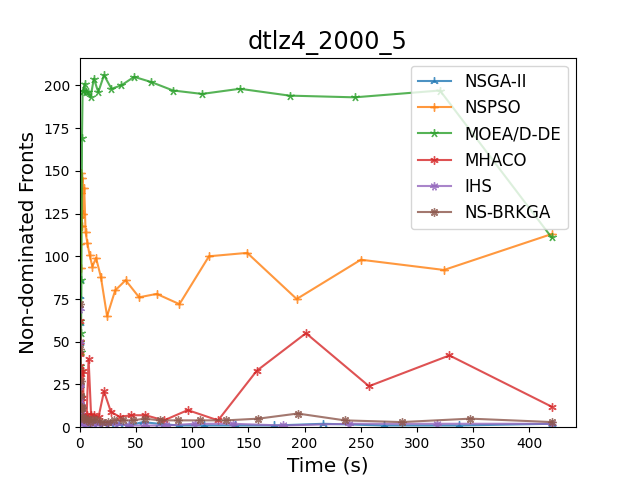 dtlz4_2000_5
Non-dominated Fronts
200
175
150
125
100
75
50
25
0
0 50 100 150 200 250 300 350 400
Time (s)
NSGA-II
NSPSO
MOEA/D-DE
MHACO
IHS
NS-BRKGA